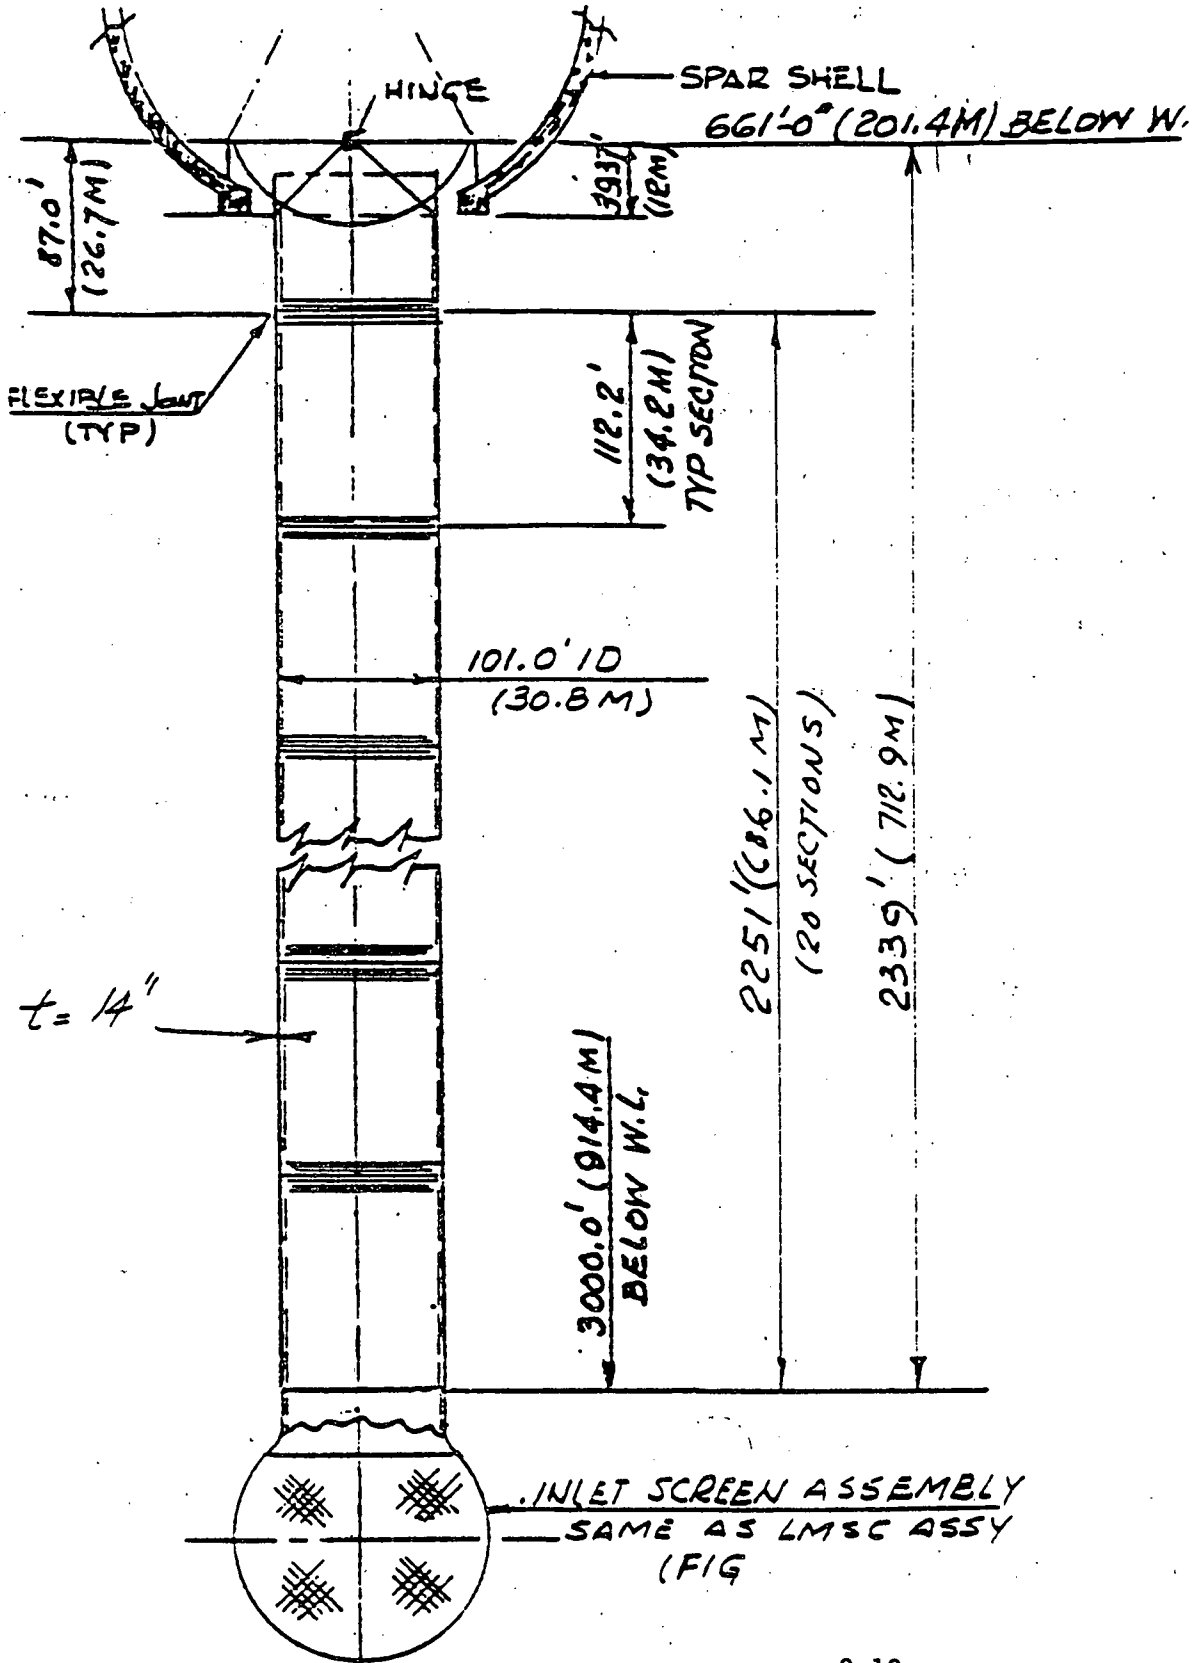 HINGE
SPAR SHELL
661'-0" (201.4M) BELOW W.
39.37'
(12M)
87.0'
(26.7M)
FLEXIBLE JOINT
(TYP)
112.2'
(34.2M)
TYP SECTION
101.0' ID
(30.8M)
2251' (686.1M)
(20 SECTIONS)
2339' (712.9M)
t= 14"
3000.0' (914.4M)
BELOW W.L.
INLET SCREEN ASSEMBLY
SAME AS LMSC ASSY
(FIG